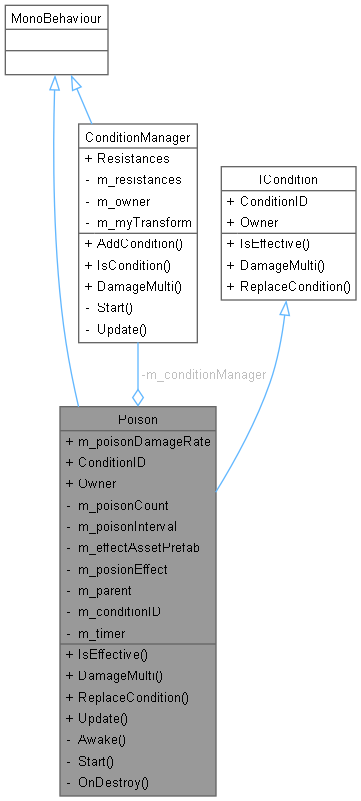 MonoBehaviour
ConditionManager
+ Resistances
- m_resistances
- m_owner
- m_myTransform
+ AddCondition()
+ IsCondition()
+ DamageMulti()
- Start()
- Update()
ICondition
+ ConditionID
+ Owner
+ IsEffective()
+ DamageMulti()
+ ReplaceCondition()
-m_conditionManager
Poison
+ m_poisonDamageRate
+ ConditionID
+ Owner
- m_poisonCount
- m_poisonInterval
- m_effectAssetPrefab
- m_posionEffect
- m_parent
- m_conditionID
- m_timer
+ IsEffective()
+ DamageMulti()
+ ReplaceCondition()
+ Update()
- Awake()
- Start()
- OnDestroy()